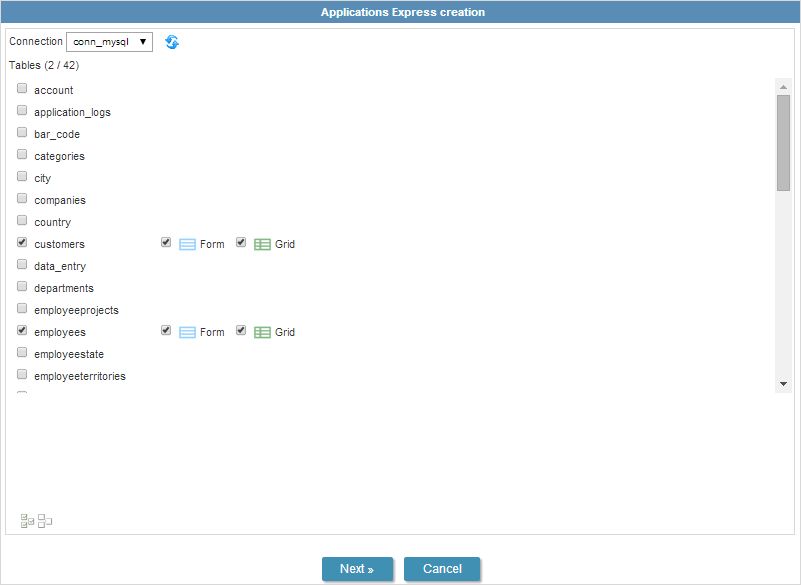 Applications Express creation
Connection conn_mysql
Tables (2 / 42)
account
application_logs
bar_code
categories
city
companies
country
customers Form Grid
data_entry
departments
employeeprojects
employees Form Grid
employeestate
employeeterritories
Next » Cancel